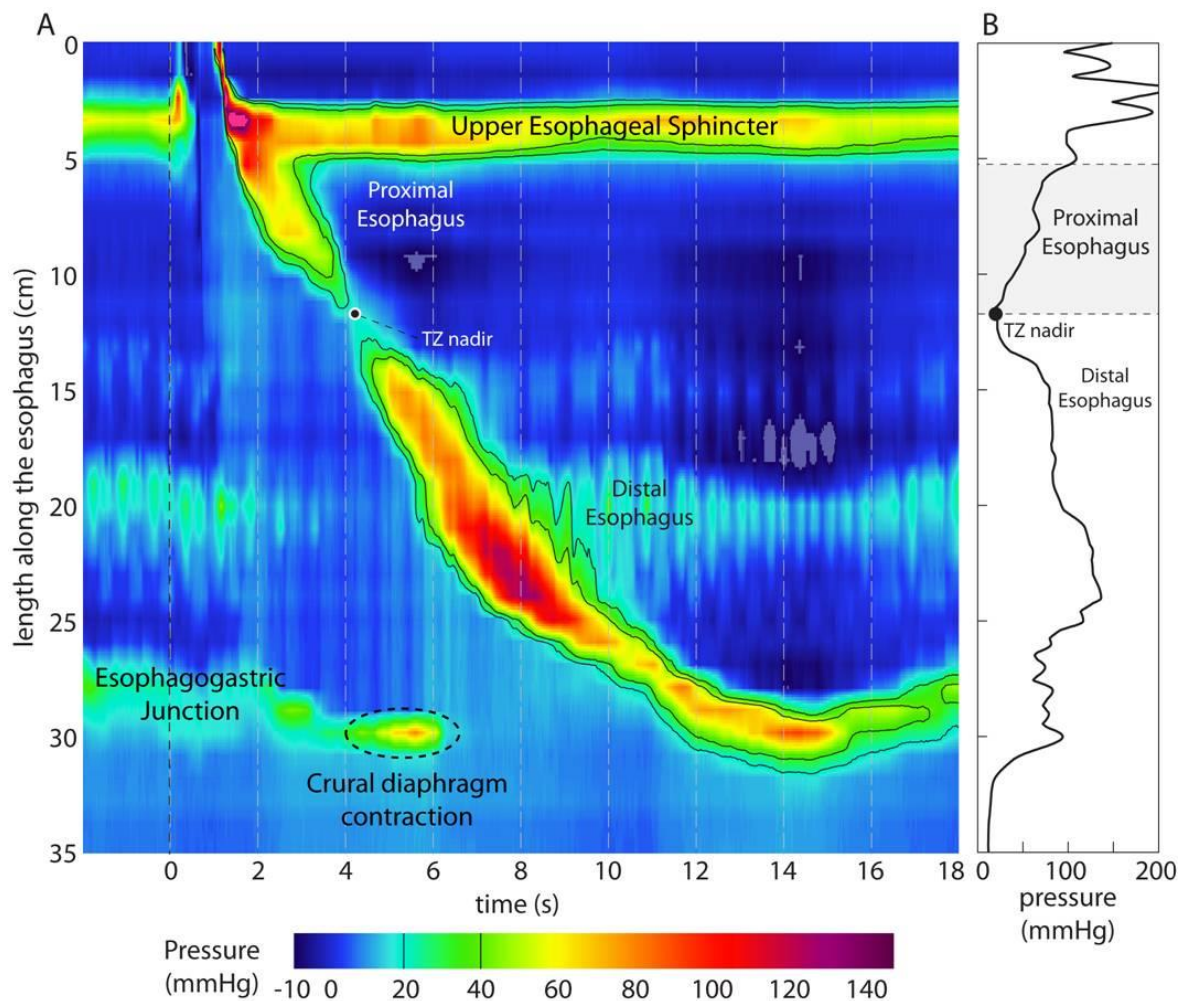 A
B
0
5
10
15
20
25
30
35
length along the esophagus (cm)
Upper Esophageal Sphincter
Proximal
Esophagus
TZ nadir
Distal
Esophagus
Esophagogastric
Junction
Crural diaphragm
contraction
0 2 4 6 8 10 12 14 16 18
time (s)
Proximal
Esophagus
TZ nadir
Distal
Esophagus
0 100 200
pressure
(mmHg)
Pressure
(mmHg)
-10 0 20 40 60 80 100 120 140